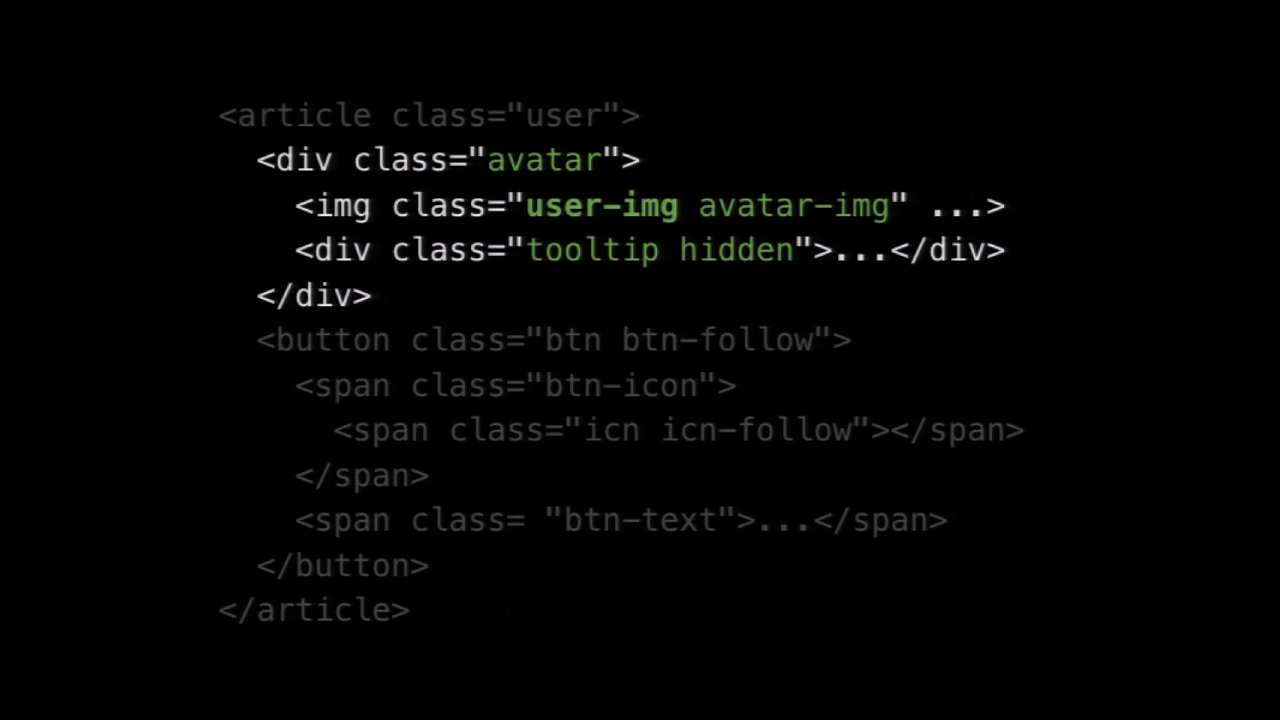 <article class="user">
<div class="avatar">
<img class="user-img avatar-img" ...>
<div class="tooltip hidden">...</div>
</div>
<button class="btn btn-follow">
<span class="btn-icon">
<span class="icn icn-follow"></span>
</span>
<span class= "btn-text">...</span>
</button>
</article>